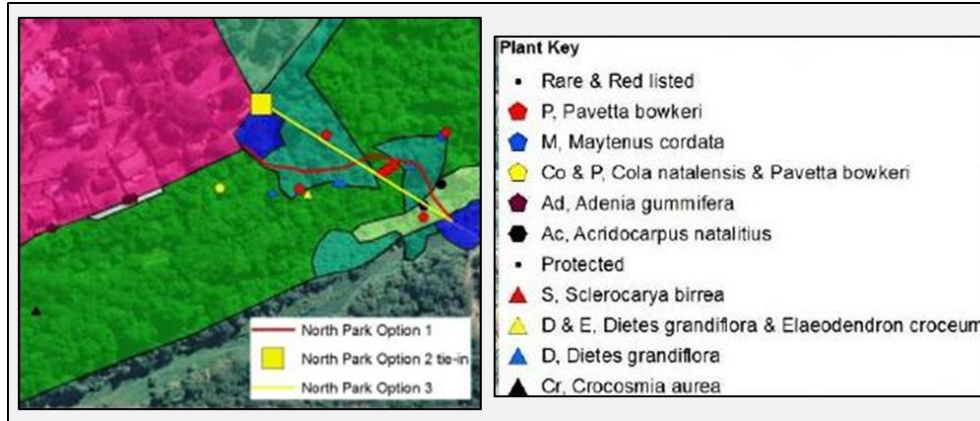 North Park Option 1
North Park Option 2 tie-in
North Park Option 3
Plant Key
Rare & Red listed
P, Pavetta bowkeri
M, Maytenus cordata
Co & P, Cola natalensis & Pavetta bowkeri
Ad, Adenia gummifera
Ac, Acridocarpus natalitius
Protected
S, Sclerocarya birrea
D & E, Dietes grandiflora & Elaeodendron croceum
D, Dietes grandiflora
Cr, Crocosmia aurea